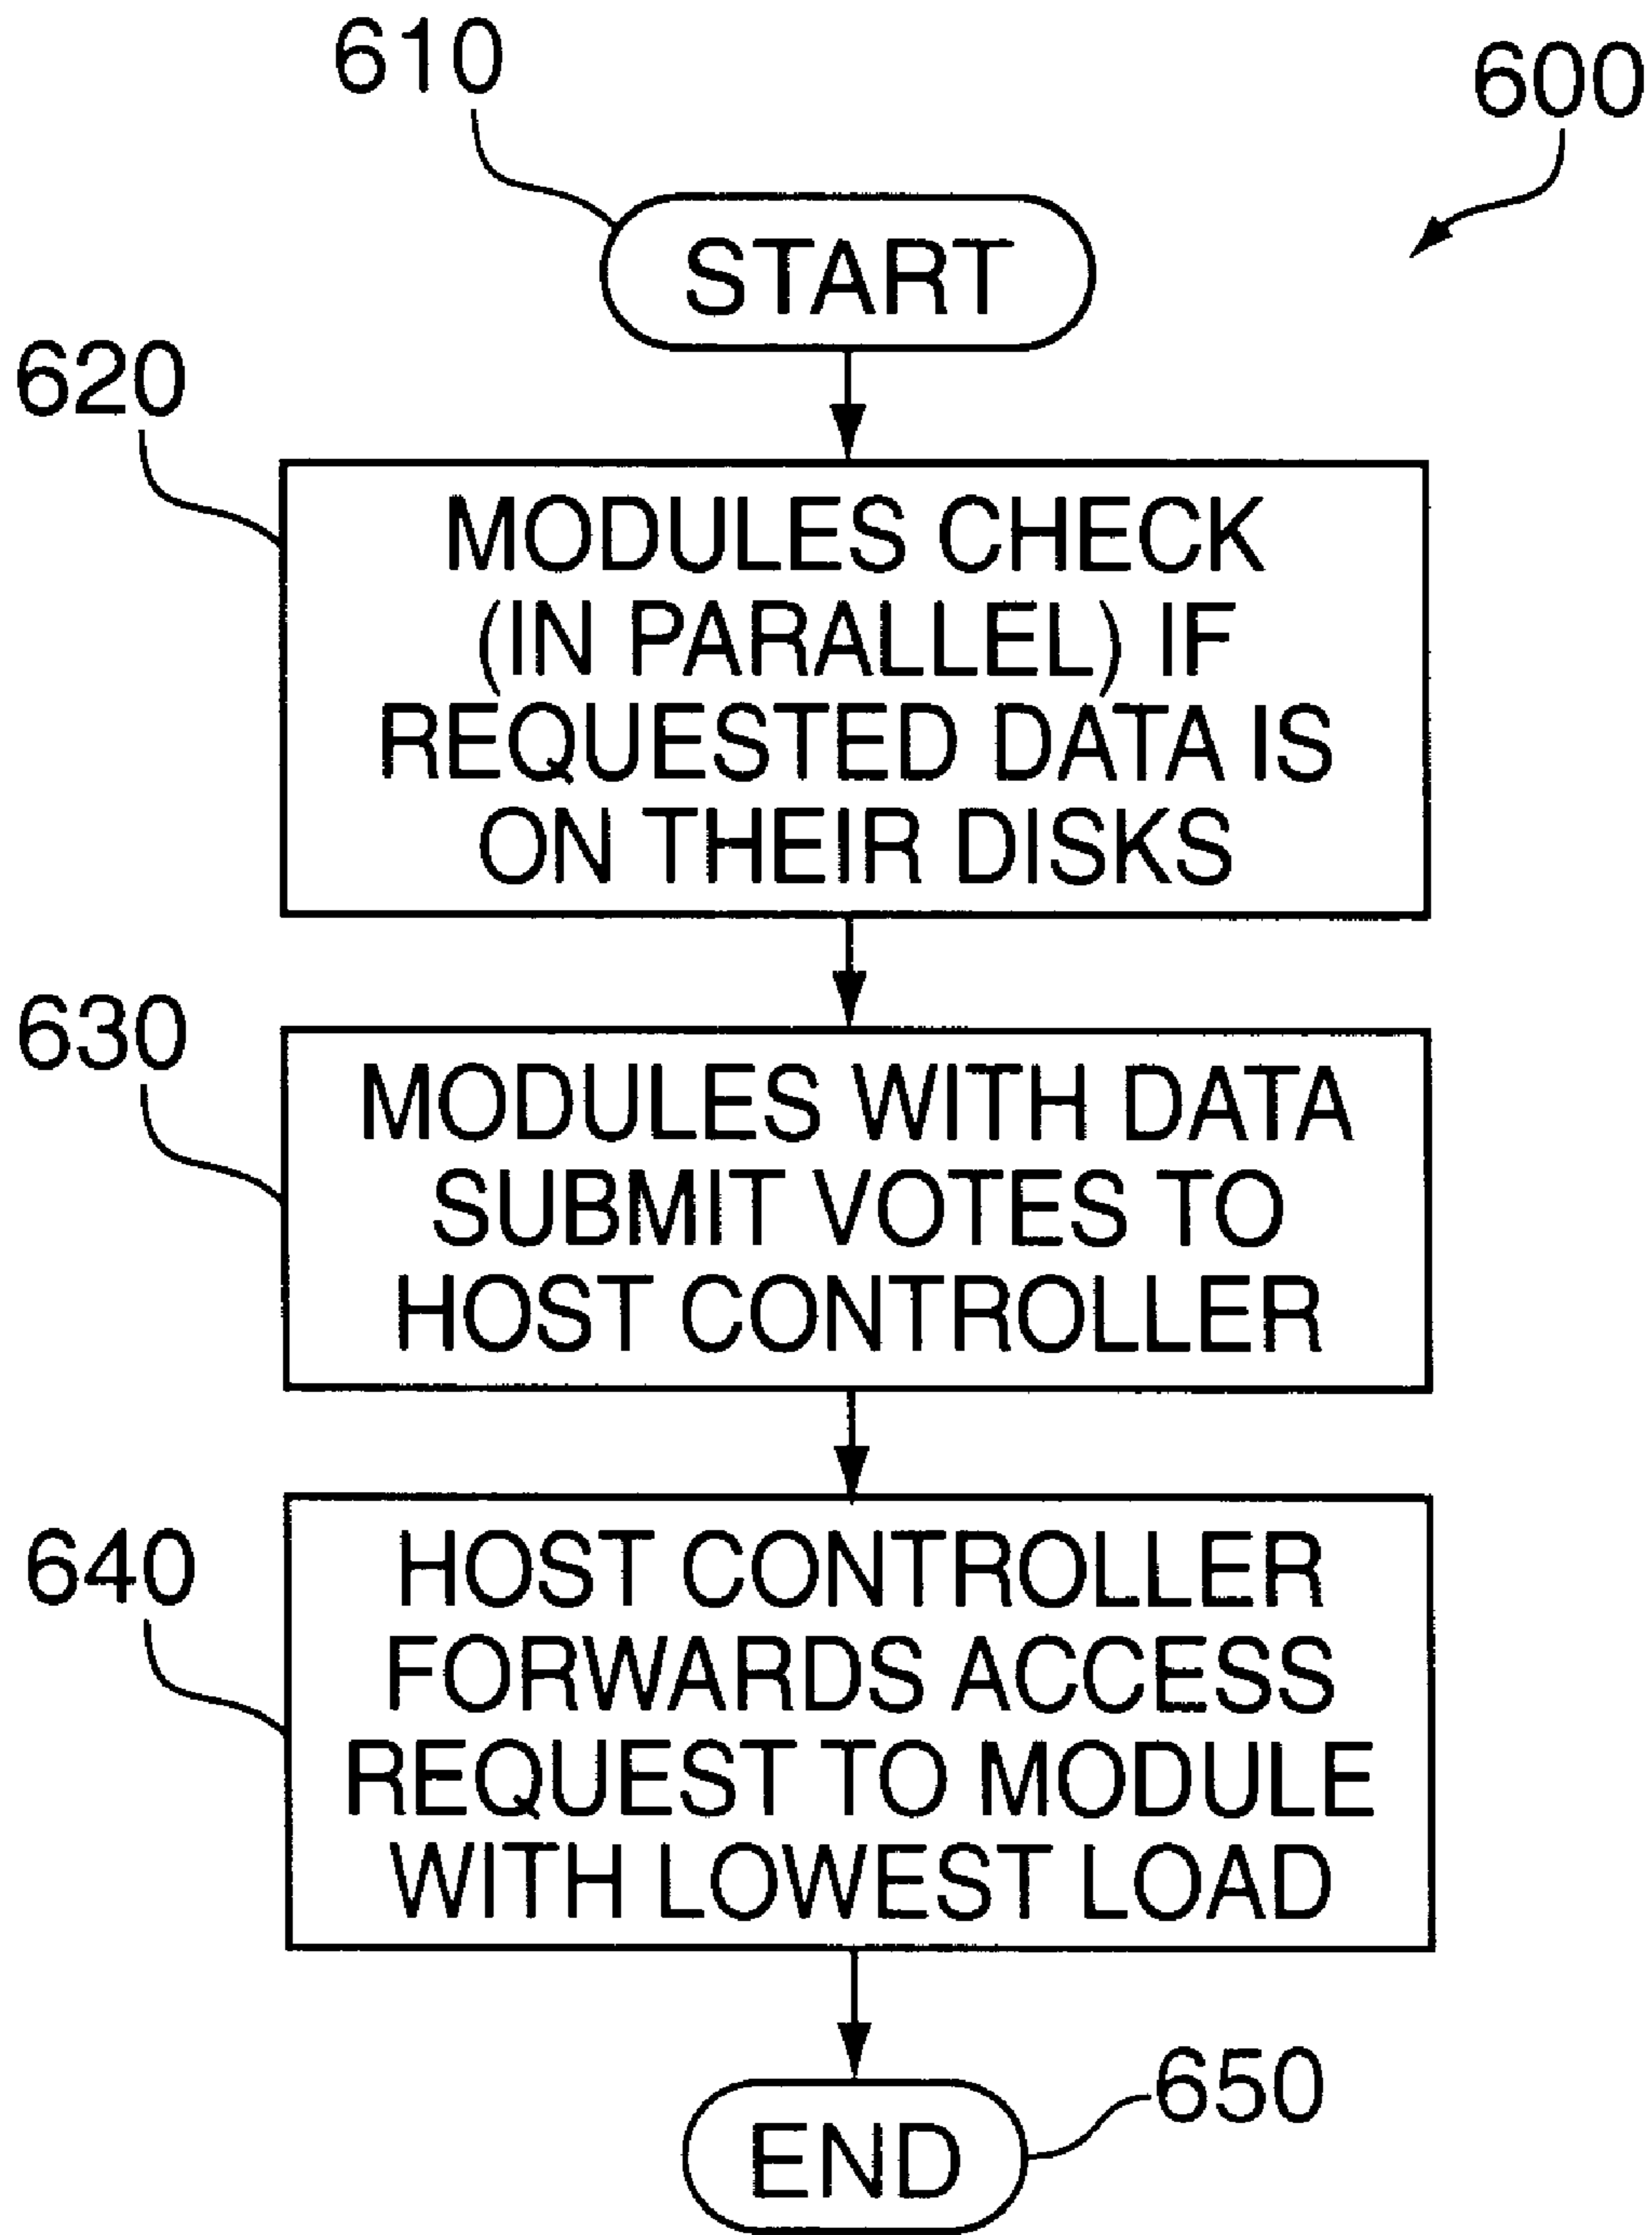 610
600
START
620
MODULES CHECK
(IN PARALLEL) IF
REQUESTED DATA IS
ON THEIR DISKS
630
MODULES WITH DATA
SUBMIT VOTES TO
HOST CONTROLLER
640
HOST CONTROLLER
FORWARDS ACCESS
REQUEST TO MODULE
WITH LOWEST LOAD
650
END